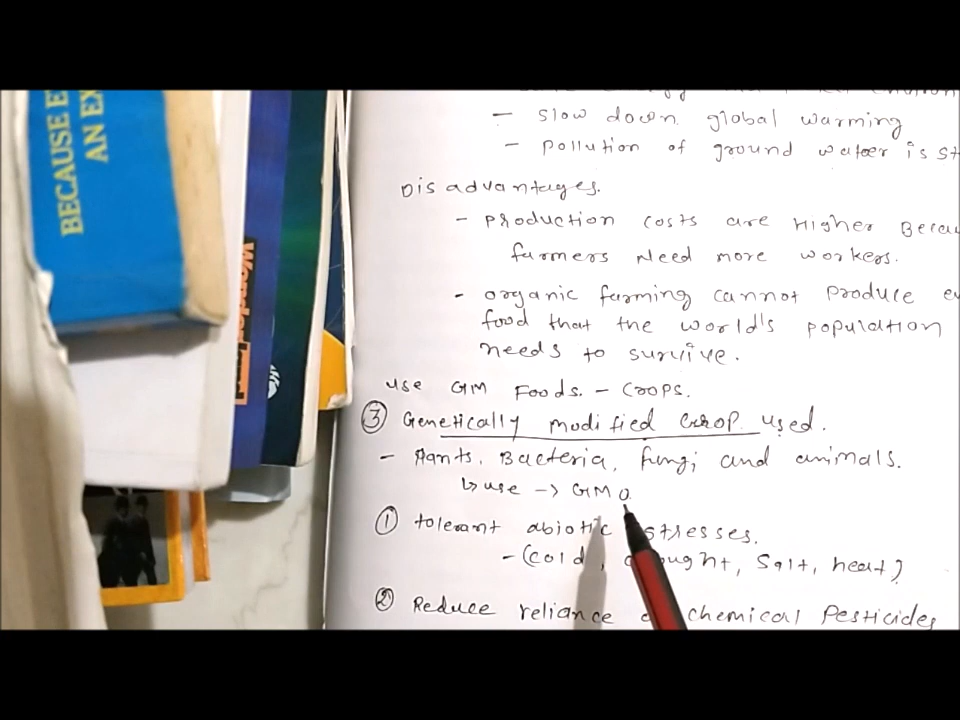 BECAUSE E
AN EX
Wonderland
- Slow down global warming
- Pollution of ground water is st
Disadvantages.
- Production costs are Higher Becau
farmers Need more workers.
- organic farming cannot Produce e
food that the world's population
needs to survive.
use GM Foods. - Crops.
③ Genetically modified Crop used.
- Plants, Bacteria, fungi and animals.
↳ use → GMO
① tolerant abiotic stresses.
- (cold, drought, Salt, heat)
② Reduce reliance chemical Pesticides